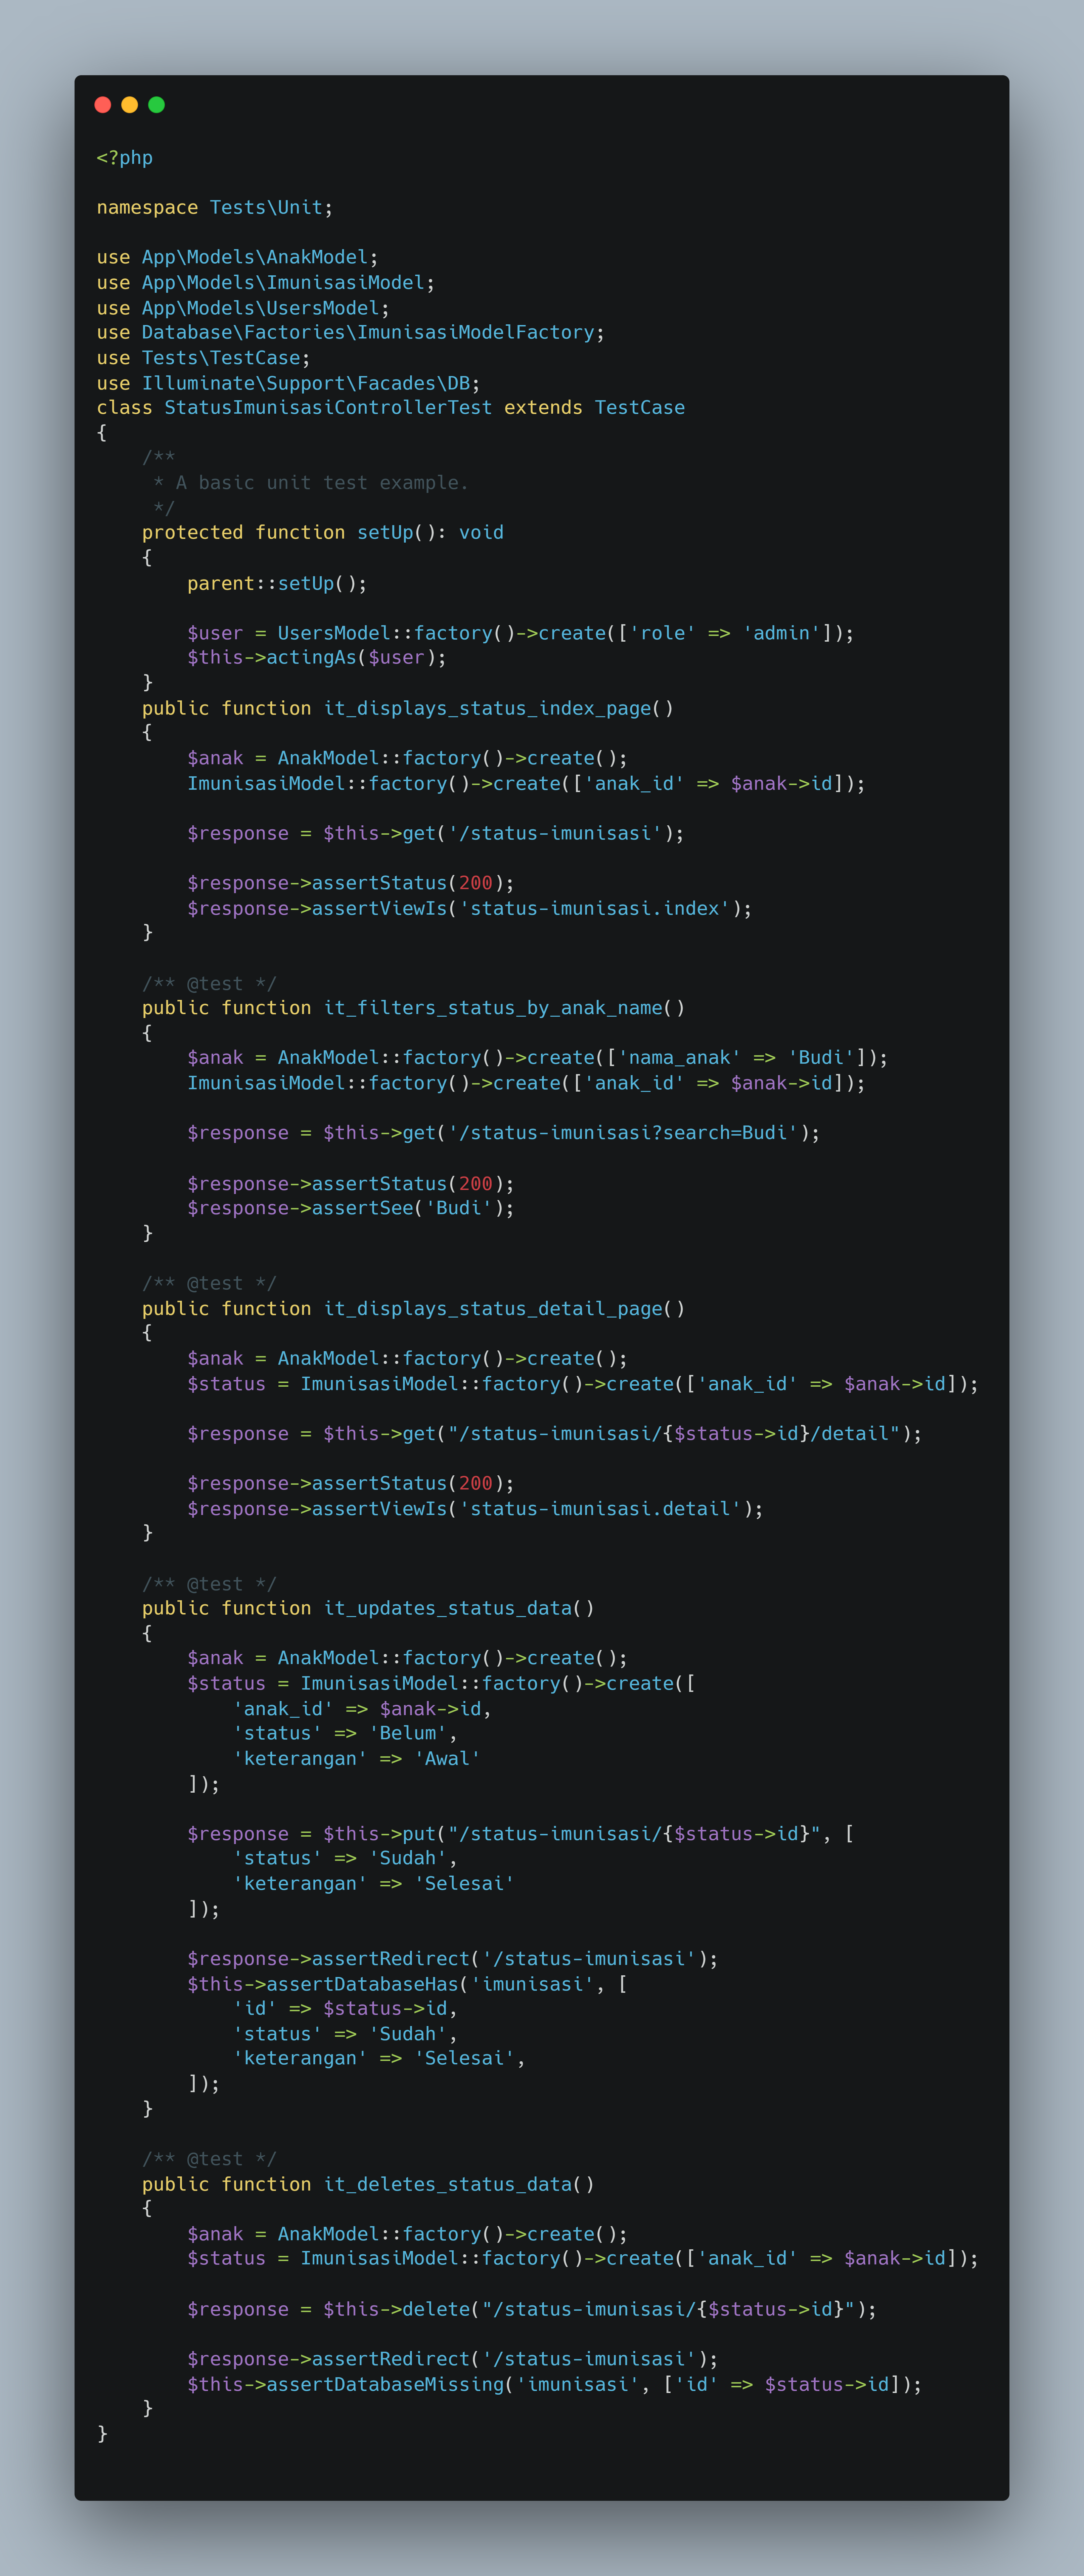 <?php

namespace Tests\Unit;

use App\Models\AnakModel;
use App\Models\ImunisasiModel;
use App\Models\UsersModel;
use Database\Factories\ImunisasiModelFactory;
use Tests\TestCase;
use Illuminate\Support\Facades\DB;
class StatusImunisasiControllerTest extends TestCase
{
    /**
     * A basic unit test example.
     */
    protected function setUp(): void
    {
        parent::setUp();

        $user = UsersModel::factory()->create(['role' => 'admin']);
        $this->actingAs($user);
    }
    public function it_displays_status_index_page()
    {
        $anak = AnakModel::factory()->create();
        ImunisasiModel::factory()->create(['anak_id' => $anak->id]);

        $response = $this->get('/status-imunisasi');

        $response->assertStatus(200);
        $response->assertViewIs('status-imunisasi.index');
    }

    /** @test */
    public function it_filters_status_by_anak_name()
    {
        $anak = AnakModel::factory()->create(['nama_anak' => 'Budi']);
        ImunisasiModel::factory()->create(['anak_id' => $anak->id]);

        $response = $this->get('/status-imunisasi?search=Budi');

        $response->assertStatus(200);
        $response->assertSee('Budi');
    }

    /** @test */
    public function it_displays_status_detail_page()
    {
        $anak = AnakModel::factory()->create();
        $status = ImunisasiModel::factory()->create(['anak_id' => $anak->id]);

        $response = $this->get("/status-imunisasi/{$status->id}/detail");

        $response->assertStatus(200);
        $response->assertViewIs('status-imunisasi.detail');
    }

    /** @test */
    public function it_updates_status_data()
    {
        $anak = AnakModel::factory()->create();
        $status = ImunisasiModel::factory()->create([
            'anak_id' => $anak->id,
            'status' => 'Belum',
            'keterangan' => 'Awal'
        ]);

        $response = $this->put("/status-imunisasi/{$status->id}", [
            'status' => 'Sudah',
            'keterangan' => 'Selesai'
        ]);

        $response->assertRedirect('/status-imunisasi');
        $this->assertDatabaseHas('imunisasi', [
            'id' => $status->id,
            'status' => 'Sudah',
            'keterangan' => 'Selesai',
        ]);
    }

    /** @test */
    public function it_deletes_status_data()
    {
        $anak = AnakModel::factory()->create();
        $status = ImunisasiModel::factory()->create(['anak_id' => $anak->id]);

        $response = $this->delete("/status-imunisasi/{$status->id}");

        $response->assertRedirect('/status-imunisasi');
        $this->assertDatabaseMissing('imunisasi', ['id' => $status->id]);
    }
}